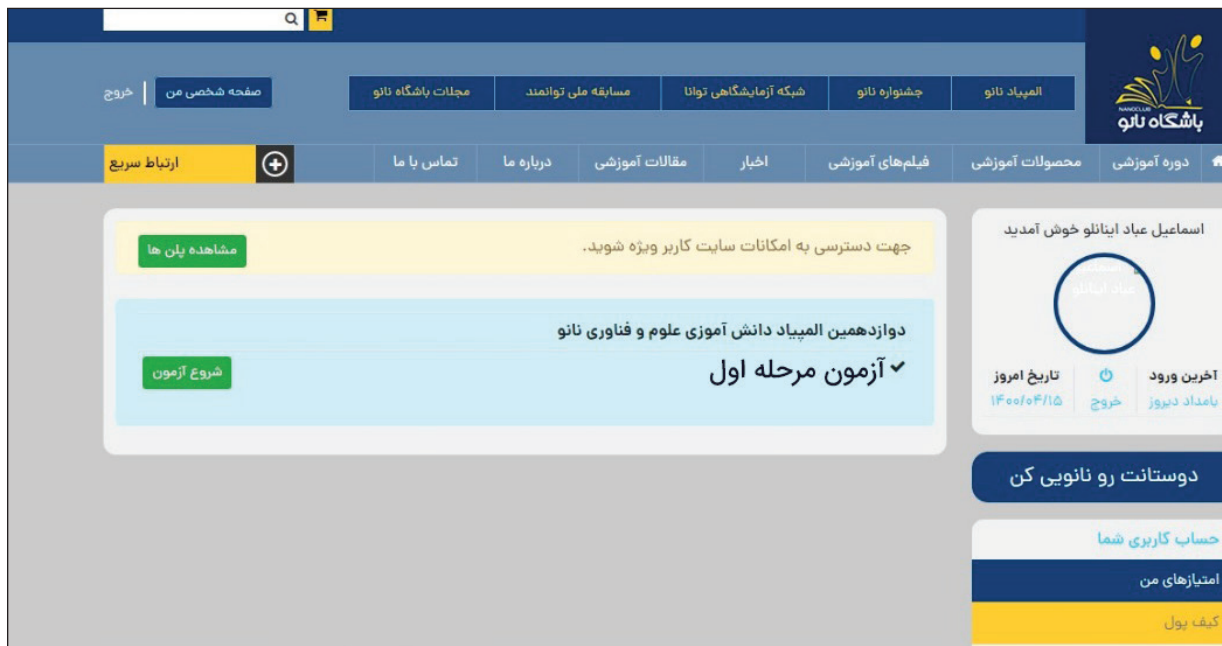 NANOCLUB
باشگاه نانو
المپیاد نانو
جشنواره نانو
شبکه آزمایشگاهی توانا
مسابقه ملی توانمند
مجلات باشگاه نانو
صفحه شخصی من
خروج
دوره آموزشی
محصولات آموزشی
فیلم‌های آموزشی
اخبار
مقالات آموزشی
درباره ما
تماس با ما
ارتباط سریع
اسماعیل عباد اینانلو خوش آمدید
اسماعیل
عباد اینانلو
آخرین ورود
بامداد دیروز
خروج
تاریخ امروز
۱۴۰۰/۰۴/۱۵
دوستانت رو نانویی کن
حساب کاربری شما
امتیازهای من
کیف پول
جهت دسترسی به امکانات سایت کاربر ویژه شوید.
مشاهده پلن ها
دوازدهمین المپیاد دانش آموزی علوم و فناوری نانو
آزمون مرحله اول
شروع آزمون